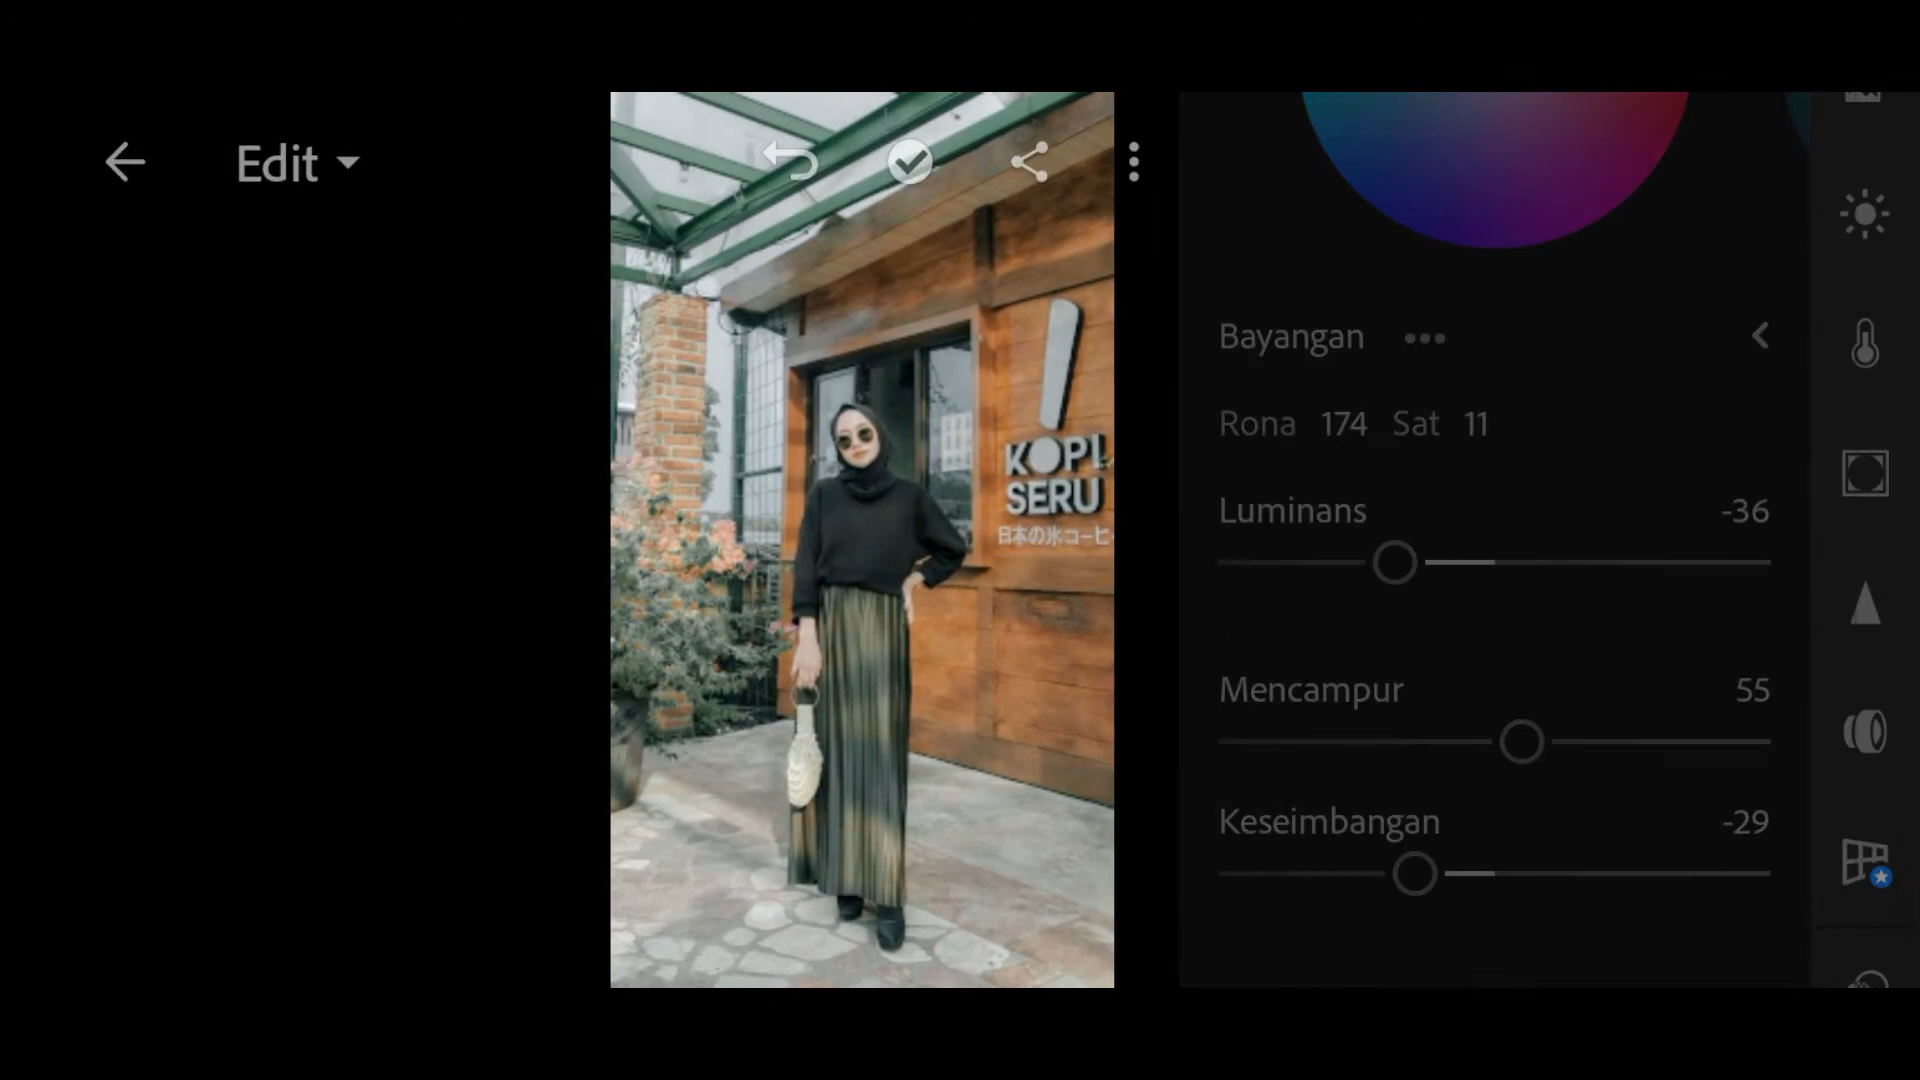 Edit
KOPI
SERU
日本の氷コーヒ
Bayangan
Rona 174 Sat 11
Luminans -36
Mencampur 55
Keseimbangan -29